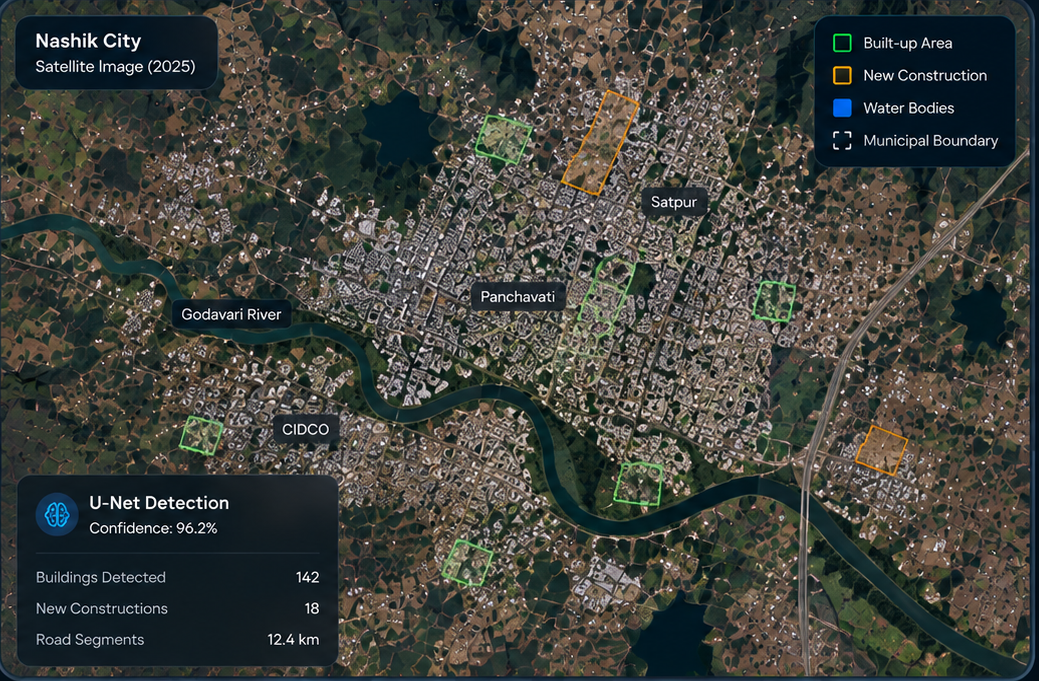 Nashik City
Satellite Image (2025)
Built-up Area
New Construction
Water Bodies
Municipal Boundary
Satpur
Panchavati
Godavari River
CIDCO
U-Net Detection
Confidence: 96.2%
Buildings Detected 142
New Constructions 18
Road Segments 12.4 km